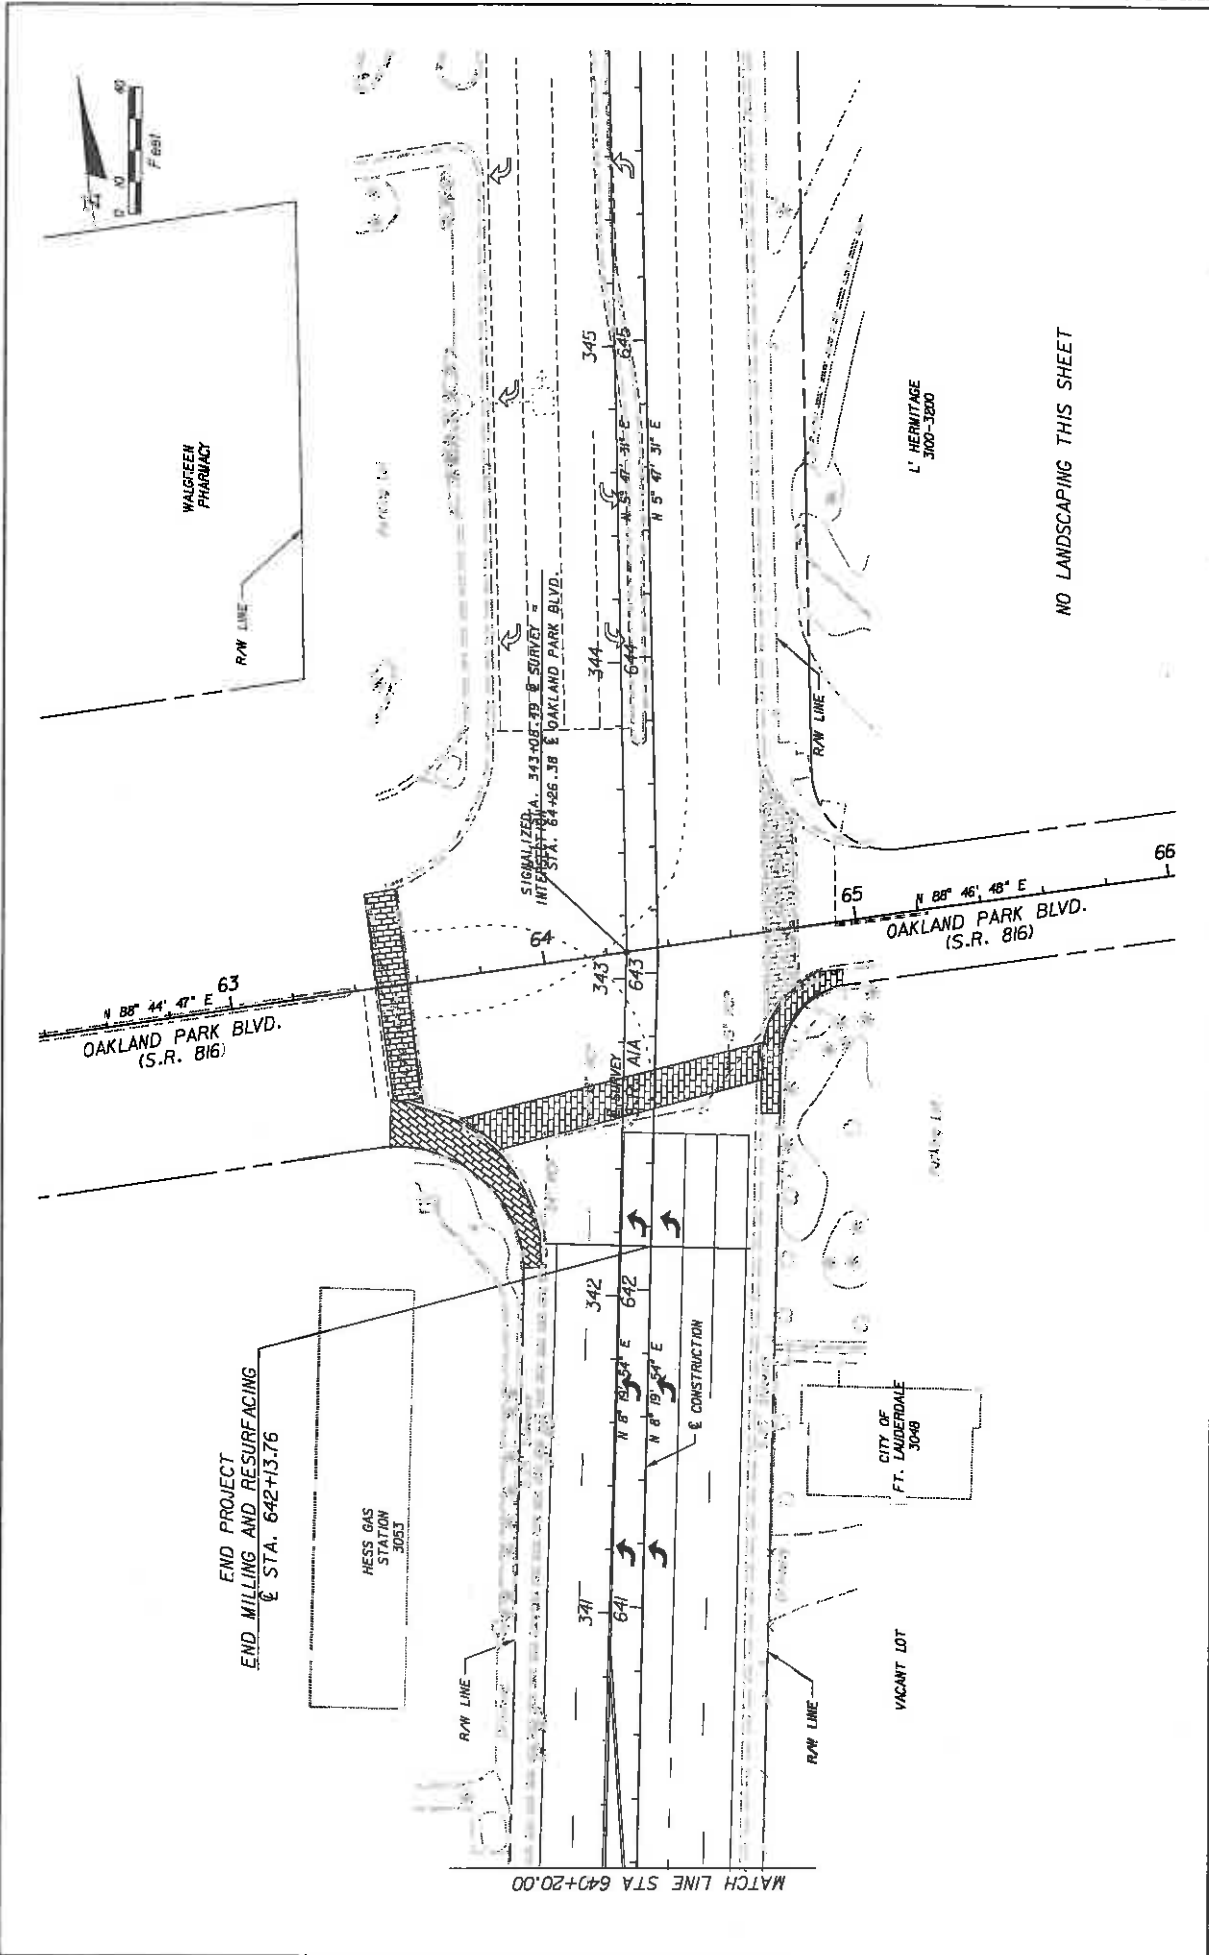 Feet
WALGREEN
PHARMACY
R/W LINE
345
645
N 5° 47' 31" E
N 5° 47' 31" E
L' HERMITAGE
3100-3200
NO LANDSCAPING THIS SHEET
344
644
SIGNALIZED
STA. 343+08.49 ℄ SURVEY =
STA. 64+26.38 ℄ OAKLAND PARK BLVD.
R/W LINE
63
64
65
66
N 88° 44' 47" E
OAKLAND PARK BLVD.
(S.R. 816)
N 88° 46' 48" E
OAKLAND PARK BLVD.
(S.R. 816)
343
643
℄ SURVEY
A1A
342
642
N 8° 19' 54" E
N 8° 19' 54" E
℄ CONSTRUCTION
END PROJECT
END MILLING AND RESURFACING
℄ STA. 642+13.76
HESS GAS
STATION
3053
CITY OF
FT. LAUDERDALE
3048
341
641
R/W LINE
R/W LINE
VACANT LOT
MATCH LINE STA 640+20.00